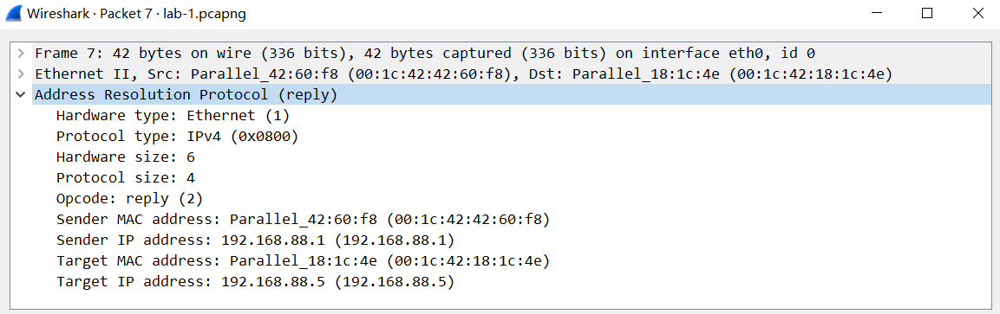 Wireshark · Packet 7 · lab-1.pcapng
Frame 7: 42 bytes on wire (336 bits), 42 bytes captured (336 bits) on interface eth0, id 0
Ethernet II, Src: Parallel_42:60:f8 (00:1c:42:42:60:f8), Dst: Parallel_18:1c:4e (00:1c:42:18:1c:4e)
Address Resolution Protocol (reply)
Hardware type: Ethernet (1)
Protocol type: IPv4 (0x0800)
Hardware size: 6
Protocol size: 4
Opcode: reply (2)
Sender MAC address: Parallel_42:60:f8 (00:1c:42:42:60:f8)
Sender IP address: 192.168.88.1 (192.168.88.1)
Target MAC address: Parallel_18:1c:4e (00:1c:42:18:1c:4e)
Target IP address: 192.168.88.5 (192.168.88.5)